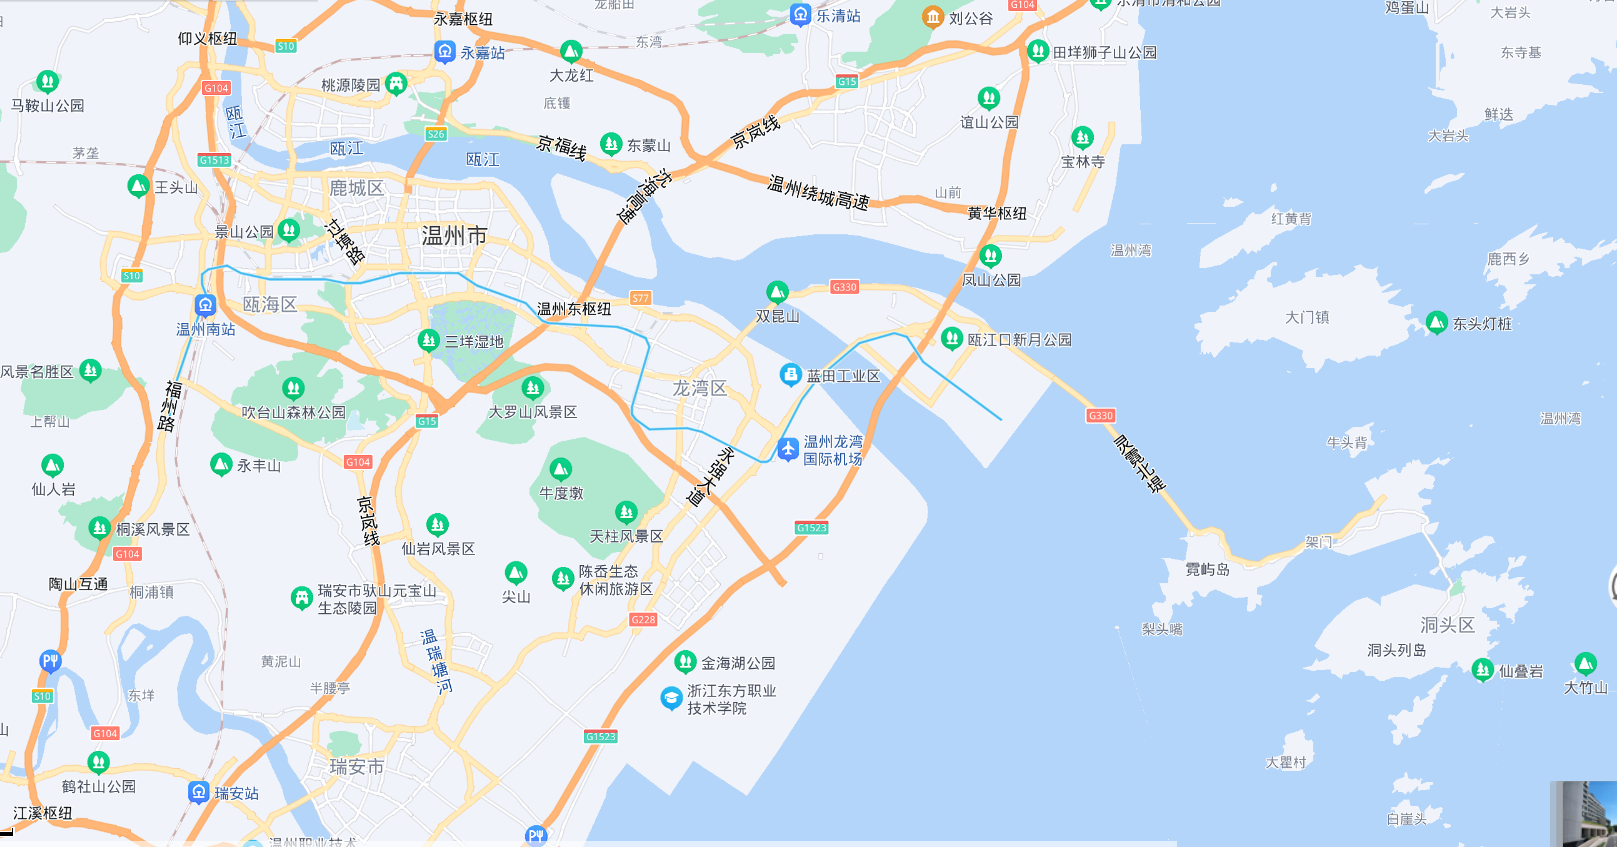 龙船田
永嘉枢纽
乐清站
刘公谷
G104
鸡蛋山
大岩头
仰义枢纽
S10
永嘉站
东湾
田垟狮子山公园
东寺基
马鞍山公园
G104
桃源陵园
大龙红
底镬
G15
谊山公园
鲜迭
大岩头
瓯江
瓯江
瓯江
S26
京福线
东蒙山
京岚线
宝林寺
茅垄
G1513
王头山
鹿城区
沈海高速
温州绕城高速
山前
黄华枢纽
景山公园
过境路
温州市
红黄背
温州湾
鹿西乡
S10
凤山公园
瓯海区
温州东枢纽
S77
双昆山
G330
大门镇
东头灯桩
温州南站
三垟湿地
瓯江口新月公园
风景名胜区
福州路
吹台山森林公园
大罗山风景区
龙湾区
蓝田工业区
上帮山
G15
G330
温州湾
永丰山
G104
温州龙湾
国际机场
灵霓北堤
牛头背
仙人岩
牛度墩
永强大道
桐溪风景区
京岚线
仙岩风景区
天柱风景区
G1523
架门
G104
陶山互通
桐浦镇
瑞安市驮山元宝山
生态陵园
尖山
陈岙生态
休闲旅游区
霓屿岛
G228
梨头嘴
洞头区
洞头列岛
黄泥山
温瑞塘河
金海湖公园
仙叠岩
大竹山
S10
东垟
半腰亭
浙江东方职业
技术学院
G104
G1523
鹤社山公园
瑞安市
大瞿村
瑞安站
江溪枢纽
白崖头
温州职业技术